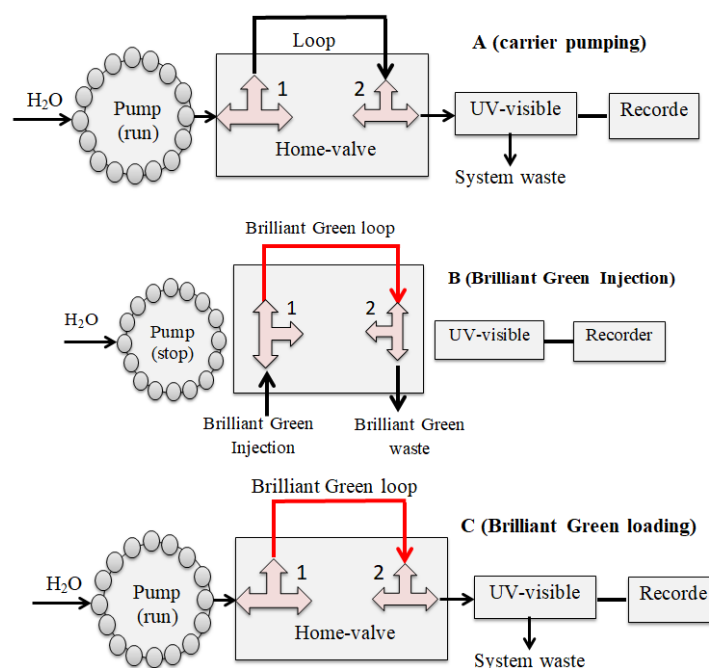 A (carrier pumping)
Loop
1
2
H2O
Pump
(run)
Home-valve
UV-visible
Recorde
System waste
Brilliant Green loop
B (Brilliant Green Injection)
1
2
H2O
Pump
(stop)
UV-visible
Recorder
Brilliant Green
Injection
Brilliant Green
waste
Brilliant Green loop
C (Brilliant Green loading)
1
2
H2O
Pump
(run)
Home-valve
UV-visible
Recorde
System waste